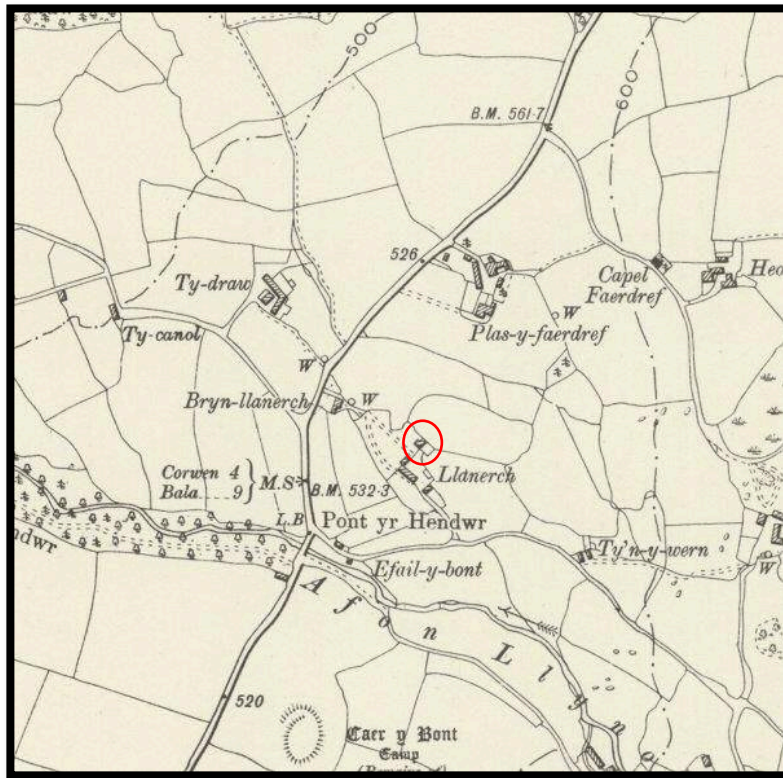 500
600
B.M. 561·7
526
Ty-draw
Capel
Faerdref
Ty-canol
W
Plas-y-faerdref
W
Bryn-llanerch
W
Corwen 4
Bala 9
M.S
B.M. 532·3
Llanerch
L.B
Pont yr Hendwr
Ty'n-y-wern
W
Efail-y-bont
Afon Llyno
520
Caer y Bont
Camp